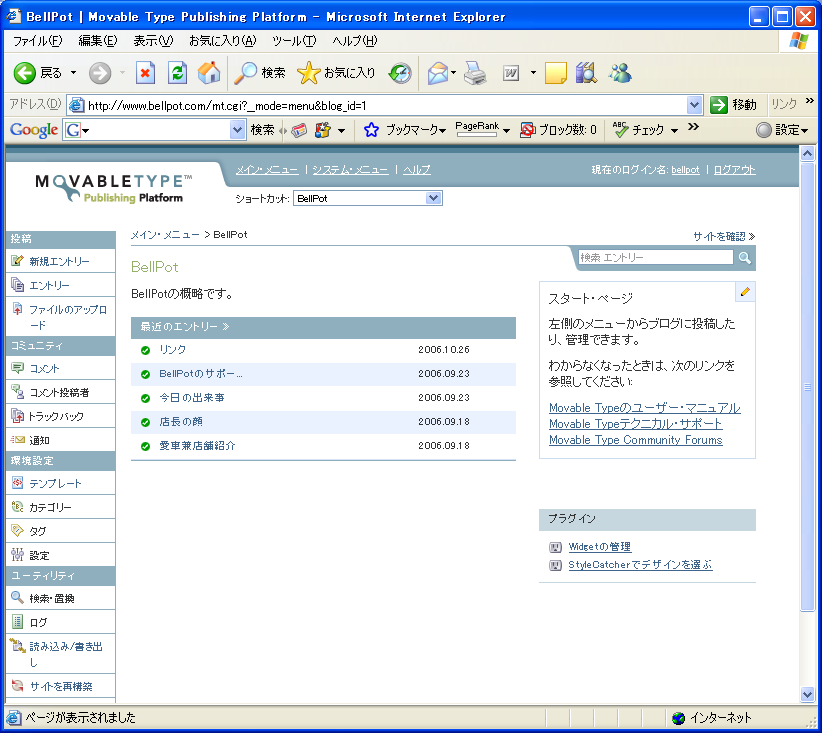 BellPot | Movable Type Publishing Platform - Microsoft Internet Explorer
ファイル(F) 編集(E) 表示(V) お気に入り(A) ツール(T) ヘルプ(H)
戻る 検索 お気に入り
アドレス(D) http://www.bellpot.com/mt.cgi?_mode=menu&blog_id=1 移動 リンク »
Google G 検索 ブックマーク PageRank ブロック数: 0 ABC チェック » 設定
MOVABLETYPE™
Publishing Platform
メイン・メニュー | システム・メニュー | ヘルプ
現在のログイン名: bellpot | ログアウト
ショートカット: BellPot
メイン・メニュー > BellPot
サイトを確認 »
投稿
新規エントリー
エントリー
ファイルのアップロ
ード
コミュニティ
コメント
コメント投稿者
トラックバック
通知
環境設定
テンプレート
カテゴリー
タグ
設定
ユーティリティ
検索・置換
ログ
読み込み/書き出
し
サイトを再構築
検索 エントリー
BellPot
BellPotの概略です。
最近のエントリー »
リンク 2006.10.26
BellPotのサポー... 2006.09.23
今日の出来事 2006.09.23
店長の顔 2006.09.18
愛車兼店舗紹介 2006.09.18
スタート・ページ
左側のメニューからブログに投稿した
り、管理できます。
わからなくなったときは、次のリンクを
参照してください:
Movable Typeのユーザー・マニュアル
Movable Typeテクニカル・サポート
Movable Type Community Forums
プラグイン
Widgetの管理
StyleCatcherでデザインを選ぶ
ページが表示されました インターネット